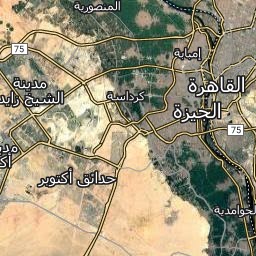 المنصورية
إمبابة
75
مدينة
الشيخ زايد
كرداسة
القاهرة
الجيزة
75
حدائق أكتوبر
الحوامدية